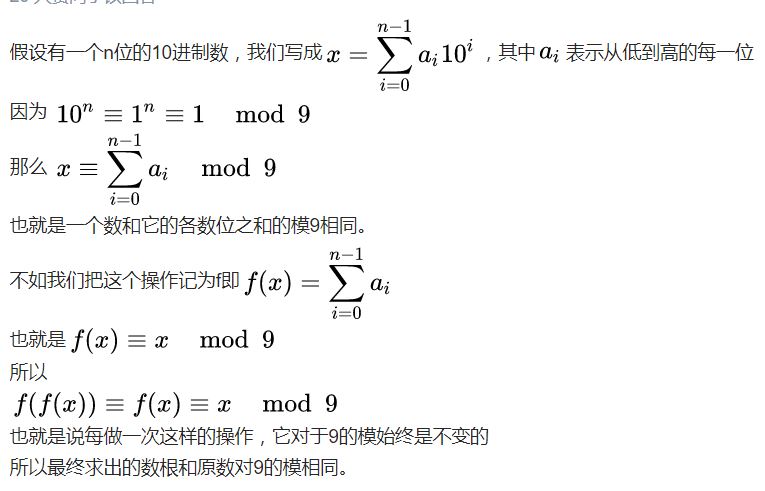 假设有一个n位的10进制数，我们写成 $x = \sum_{i=0}^{n-1} a_i 10^i$ ，其中 $a_i$ 表示从低到高的每一位
因为 $10^n \equiv 1^n \equiv 1 \mod 9$
那么 $x \equiv \sum_{i=0}^{n-1} a_i \mod 9$
也就是一个数和它的各数位之和的模9相同。
不如我们把这个操作记为f即 $f(x) = \sum_{i=0}^{n-1} a_i$
也就是 $f(x) \equiv x \mod 9$
所以
$f(f(x)) \equiv f(x) \equiv x \mod 9$
也就是说每做一次这样的操作，它对于9的模始终是不变的
所以最终求出的数根和原数对9的模相同。